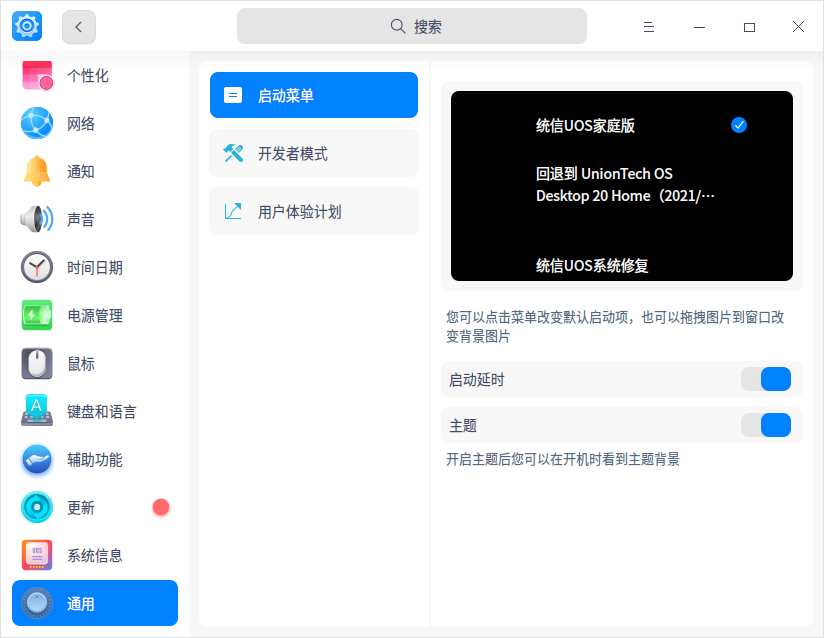 搜索
个性化
网络
通知
声音
时间日期
电源管理
鼠标
键盘和语言
辅助功能
更新
系统信息
通用
启动菜单
开发者模式
用户体验计划
统信UOS家庭版
回退到 UnionTech OS
Desktop 20 Home（2021/⋯
统信UOS系统修复
您可以点击菜单改变默认启动项，也可以拖拽图片到窗口改
变背景图片
启动延时
主题
开启主题后您可以在开机时看到主题背景